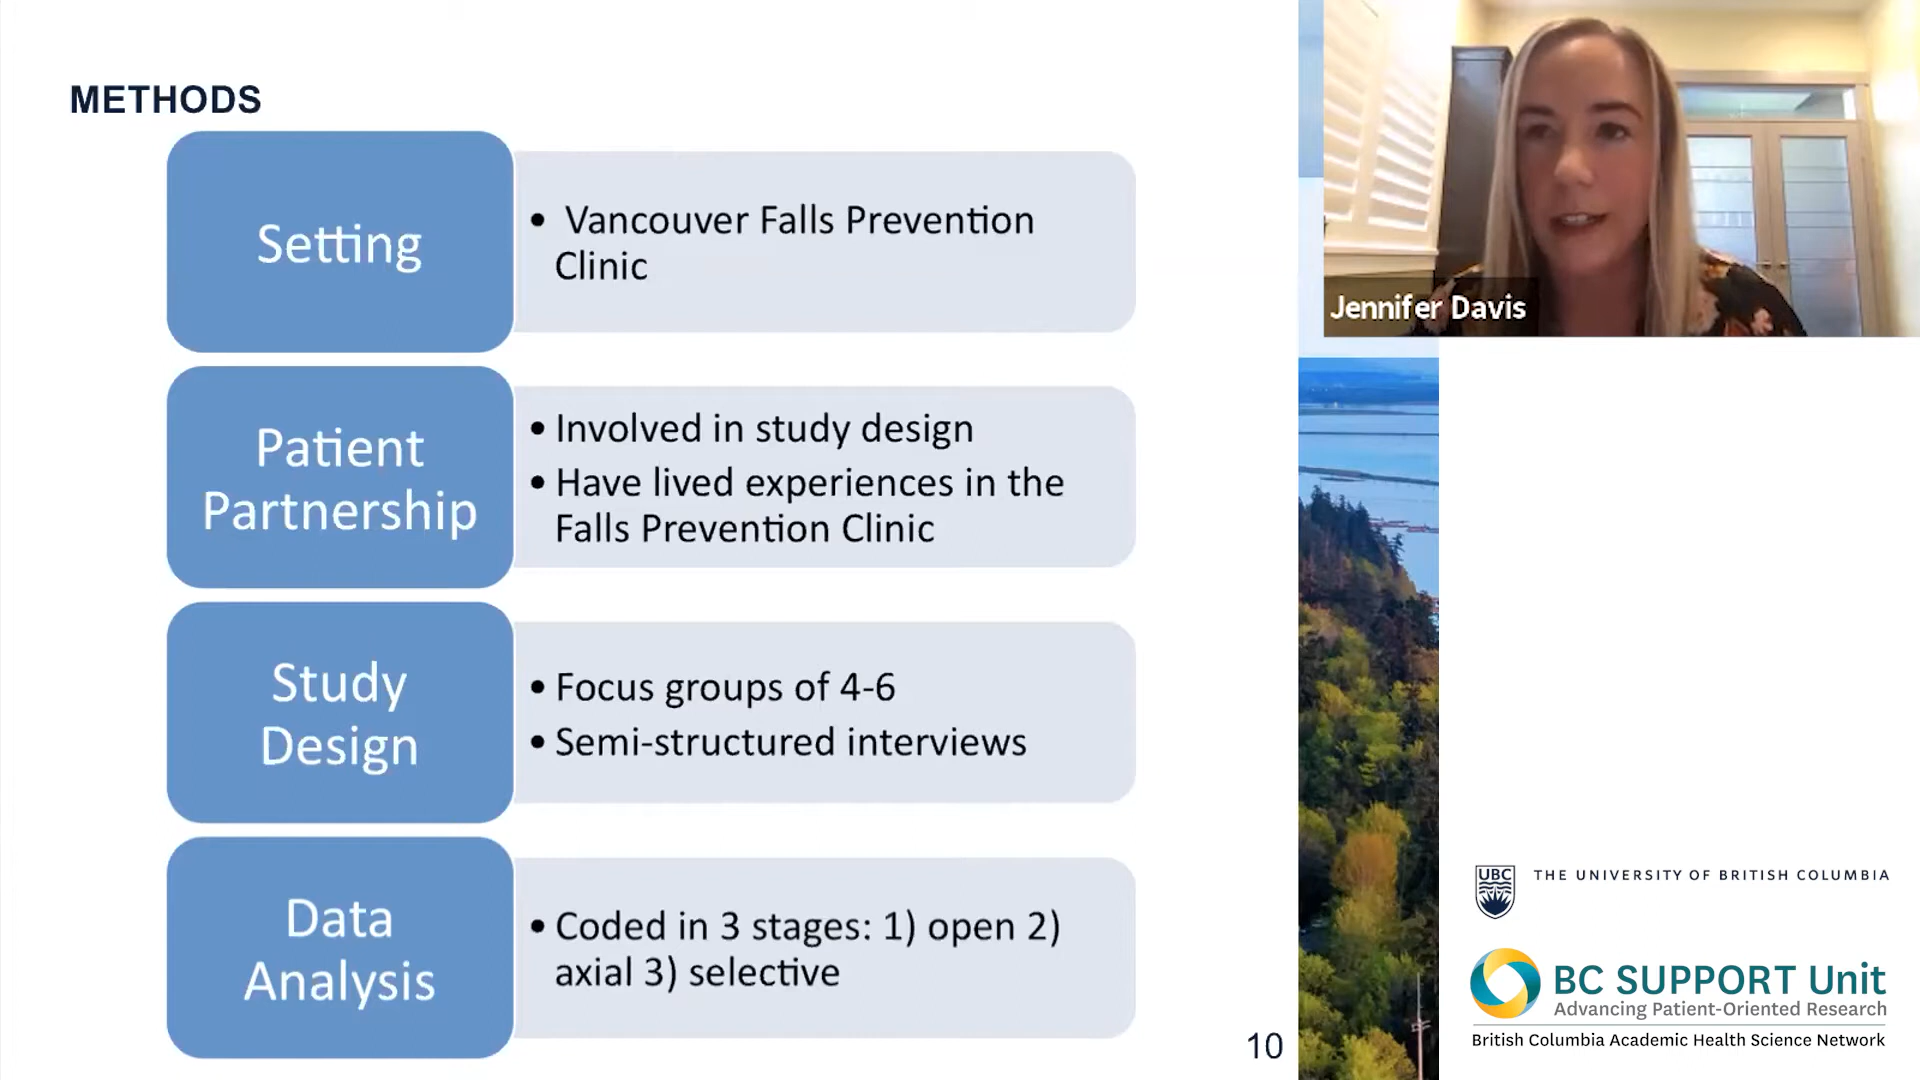 METHODS
Setting
• Vancouver Falls Prevention
Clinic
Patient
Partnership
• Involved in study design
• Have lived experiences in the
Falls Prevention Clinic
Study
Design
• Focus groups of 4-6
• Semi-structured interviews
Data
Analysis
• Coded in 3 stages: 1) open 2)
axial 3) selective
10
Jennifer Davis
UBC
THE UNIVERSITY OF BRITISH COLUMBIA
BC SUPPORT Unit
Advancing Patient-Oriented Research
British Columbia Academic Health Science Network